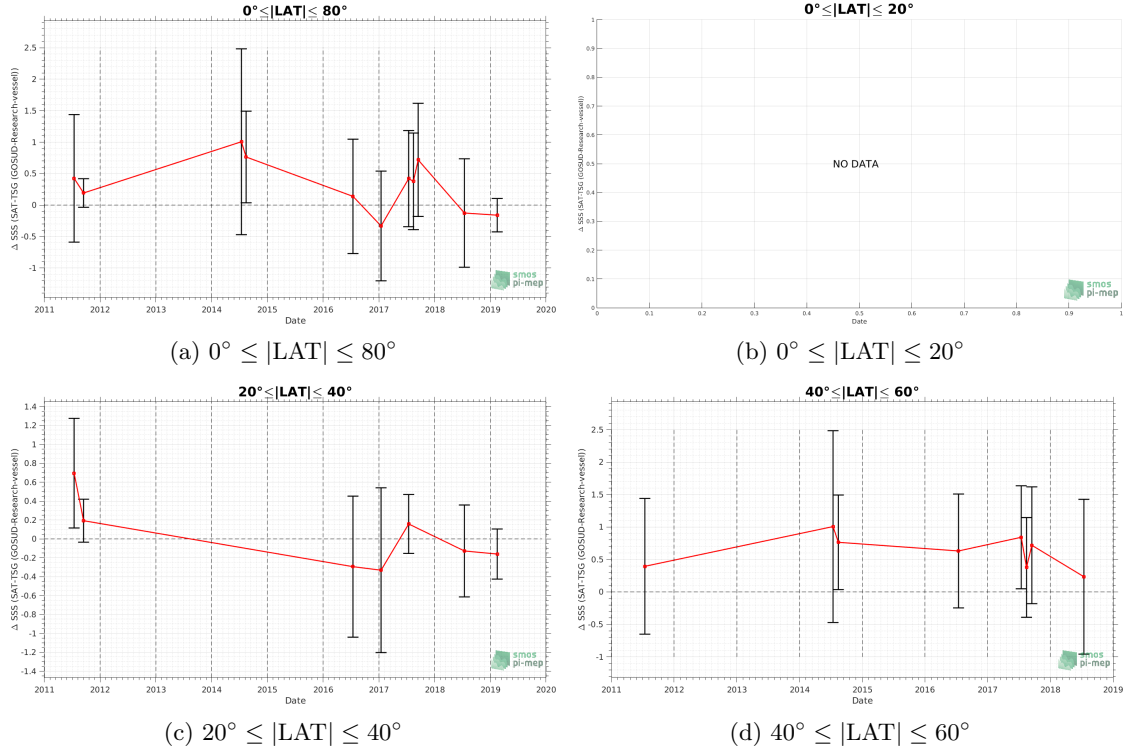 0°≤|LAT|≤ 80°
Δ SSS (SAT-TSG (GOSUD-Research-vessel))
2.5
2
1.5
1
0.5
0
-0.5
-1
2011 2012 2013 2014 2015 2016 2017 2018 2019 2020
Date
smos
pi-mep
(a) 0° ≤ |LAT| ≤ 80°
0°≤|LAT|≤ 20°
Δ SSS (SAT-TSG (GOSUD-Research-vessel))
1
0.9
0.8
0.7
0.6
0.5
0.4
0.3
0.2
0.1
0
NO DATA
0 0.1 0.2 0.3 0.4 0.5 0.6 0.7 0.8 0.9 1
Date
smos
pi-mep
(b) 0° ≤ |LAT| ≤ 20°
20°≤|LAT|≤ 40°
Δ SSS (SAT-TSG (GOSUD-Research-vessel))
1.4
1.2
1
0.8
0.6
0.4
0.2
0
-0.2
-0.4
-0.6
-0.8
-1
-1.2
-1.4
2011 2012 2013 2014 2015 2016 2017 2018 2019 2020
Date
smos
pi-mep
(c) 20° ≤ |LAT| ≤ 40°
40°≤|LAT|≤ 60°
Δ SSS (SAT-TSG (GOSUD-Research-vessel))
2.5
2
1.5
1
0.5
0
-0.5
-1
2011 2012 2013 2014 2015 2016 2017 2018 2019
Date
smos
pi-mep
(d) 40° ≤ |LAT| ≤ 60°